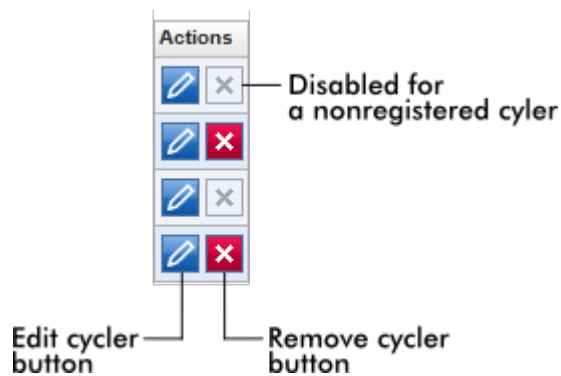 Actions
Disabled for
a nonregistered cyler
Edit cycler
button
Remove cycler
button